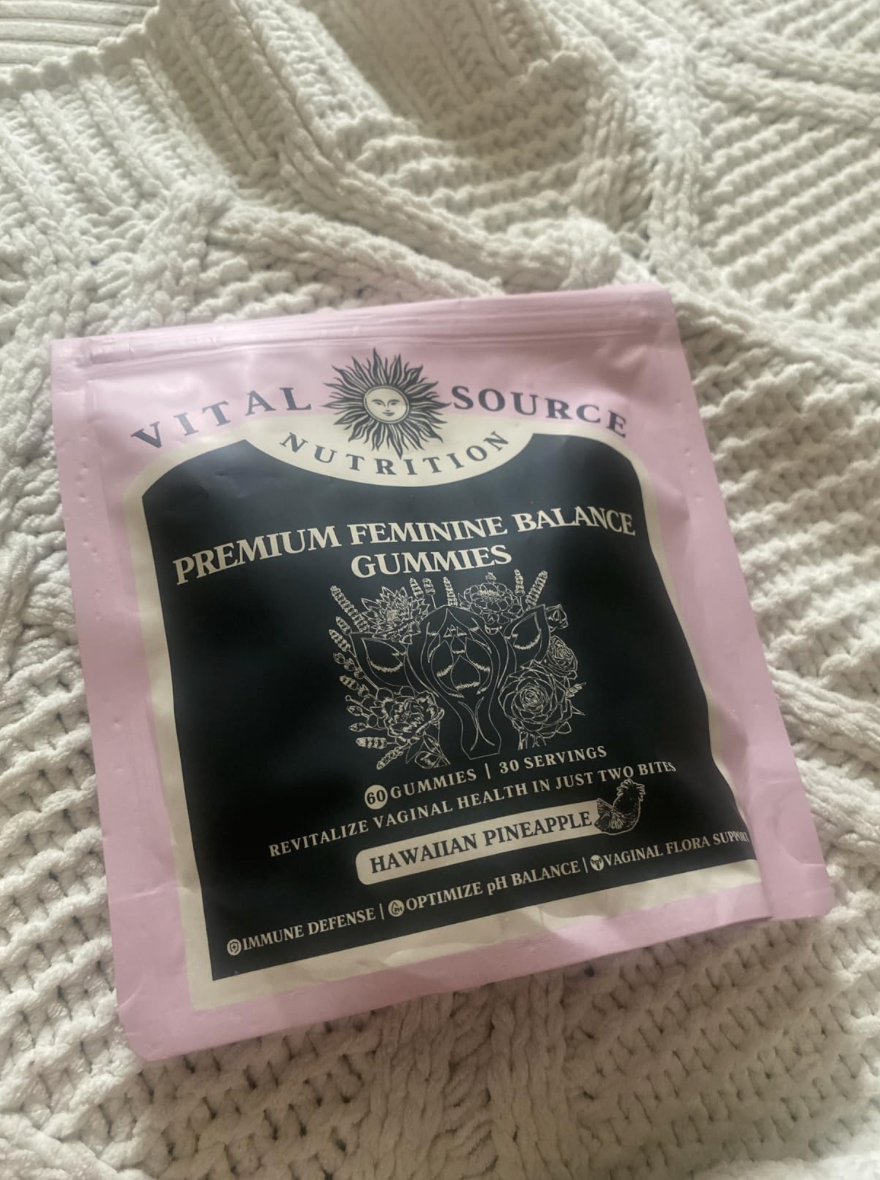 VITAL SOURCE
NUTRITION
PREMIUM FEMININE BALANCE
GUMMIES
60 GUMMIES | 30 SERVINGS
REVITALIZE VAGINAL HEALTH IN JUST TWO BITES
HAWAIIAN PINEAPPLE
IMMUNE DEFENSE | OPTIMIZE pH BALANCE | VAGINAL FLORA SUPPORT